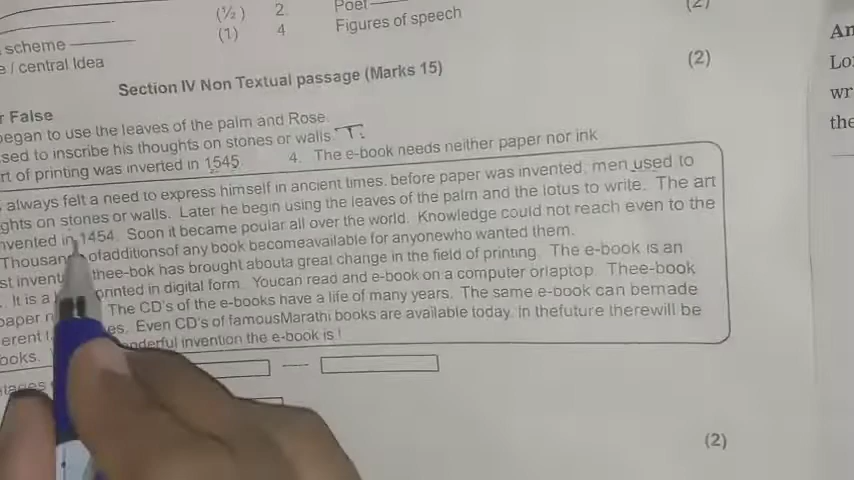 (½) 2 Poet
(2)
scheme (1) 4 Figures of speech
e / central Idea
Section IV Non Textual passage (Marks 15) (2)
r False
began to use the leaves of the palm and Rose.
sed to inscribe his thoughts on stones or walls T.
rt of printing was inverted in 1545 4. The e-book needs neither paper nor ink
always felt a need to express himself in ancient times, before paper was invented, men used to
ghts on stones or walls. Later he begin using the leaves of the palm and the lotus to write. The art
nvented in 1454. Soon it became poular all over the world. Knowledge could not reach even to the
Thousan ofadditionsof any book becomeavailable for anyonewho wanted them.
st invent thee-bok has brought abouta great change in the field of printing. The e-book is an
. It is a printed in digital form. Youcan read and e-book on a computer orlaptop. Thee-book
paper n The CD's of the e-books have a life of many years. The same e-book can bemade
erent es. Even CD's of famousMarathi books are available today. In thefuture therewill be
ooks. nderful invention the e-book is !
tages
(2)
An
Lo
wr
the